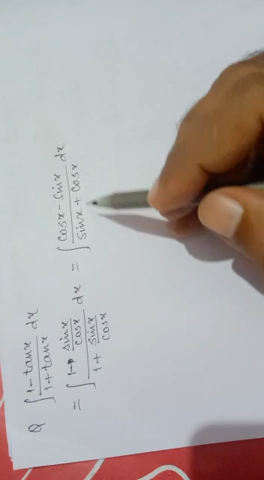 Q ∫ (1 - tanx)/(1 + tanx) dx
= ∫ (1 - sinx/cosx)/(1 + sinx/cosx) dx = ∫ (cosx - sinx)/(sinx + cosx) dx